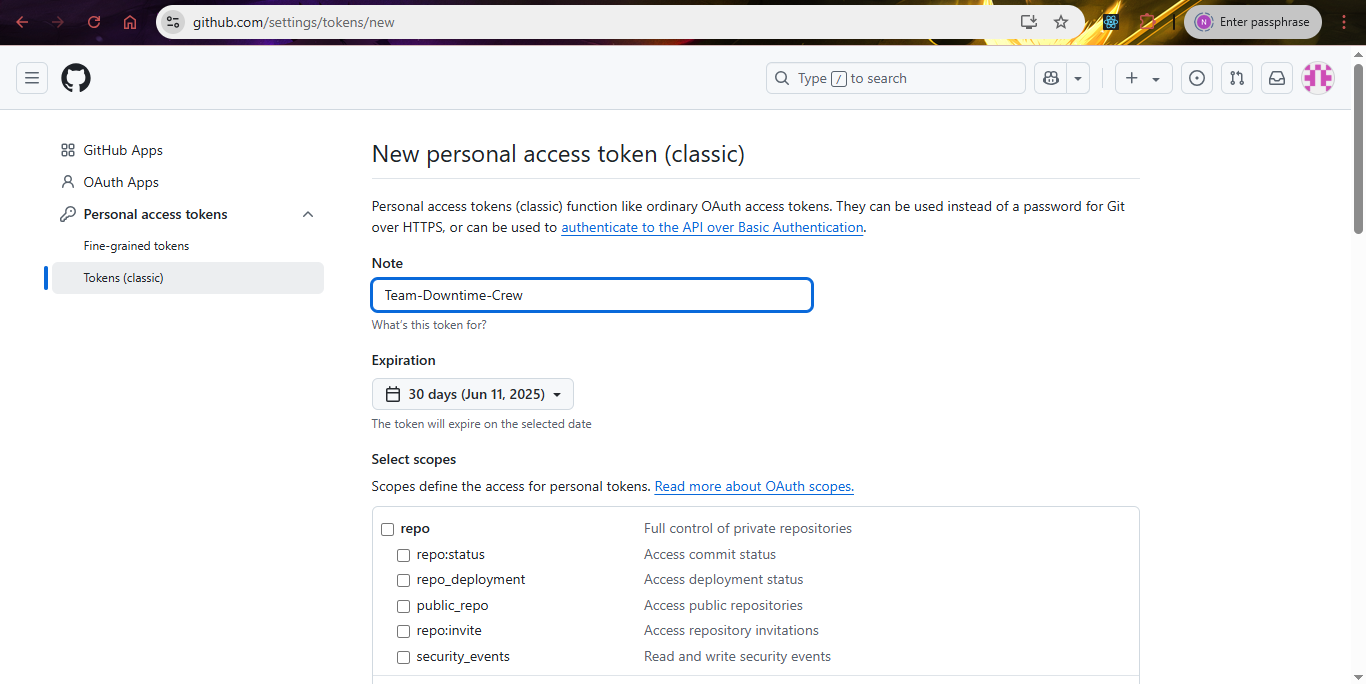 github.com/settings/tokens/new
N Enter passphrase
Type / to search
GitHub Apps
OAuth Apps
Personal access tokens
Fine-grained tokens
Tokens (classic)
New personal access token (classic)
Personal access tokens (classic) function like ordinary OAuth access tokens. They can be used instead of a password for Git
over HTTPS, or can be used to authenticate to the API over Basic Authentication.
Note
Team-Downtime-Crew
What's this token for?
Expiration
30 days (Jun 11, 2025)
The token will expire on the selected date
Select scopes
Scopes define the access for personal tokens. Read more about OAuth scopes.
repo Full control of private repositories
repo:status Access commit status
repo_deployment Access deployment status
public_repo Access public repositories
repo:invite Access repository invitations
security_events Read and write security events